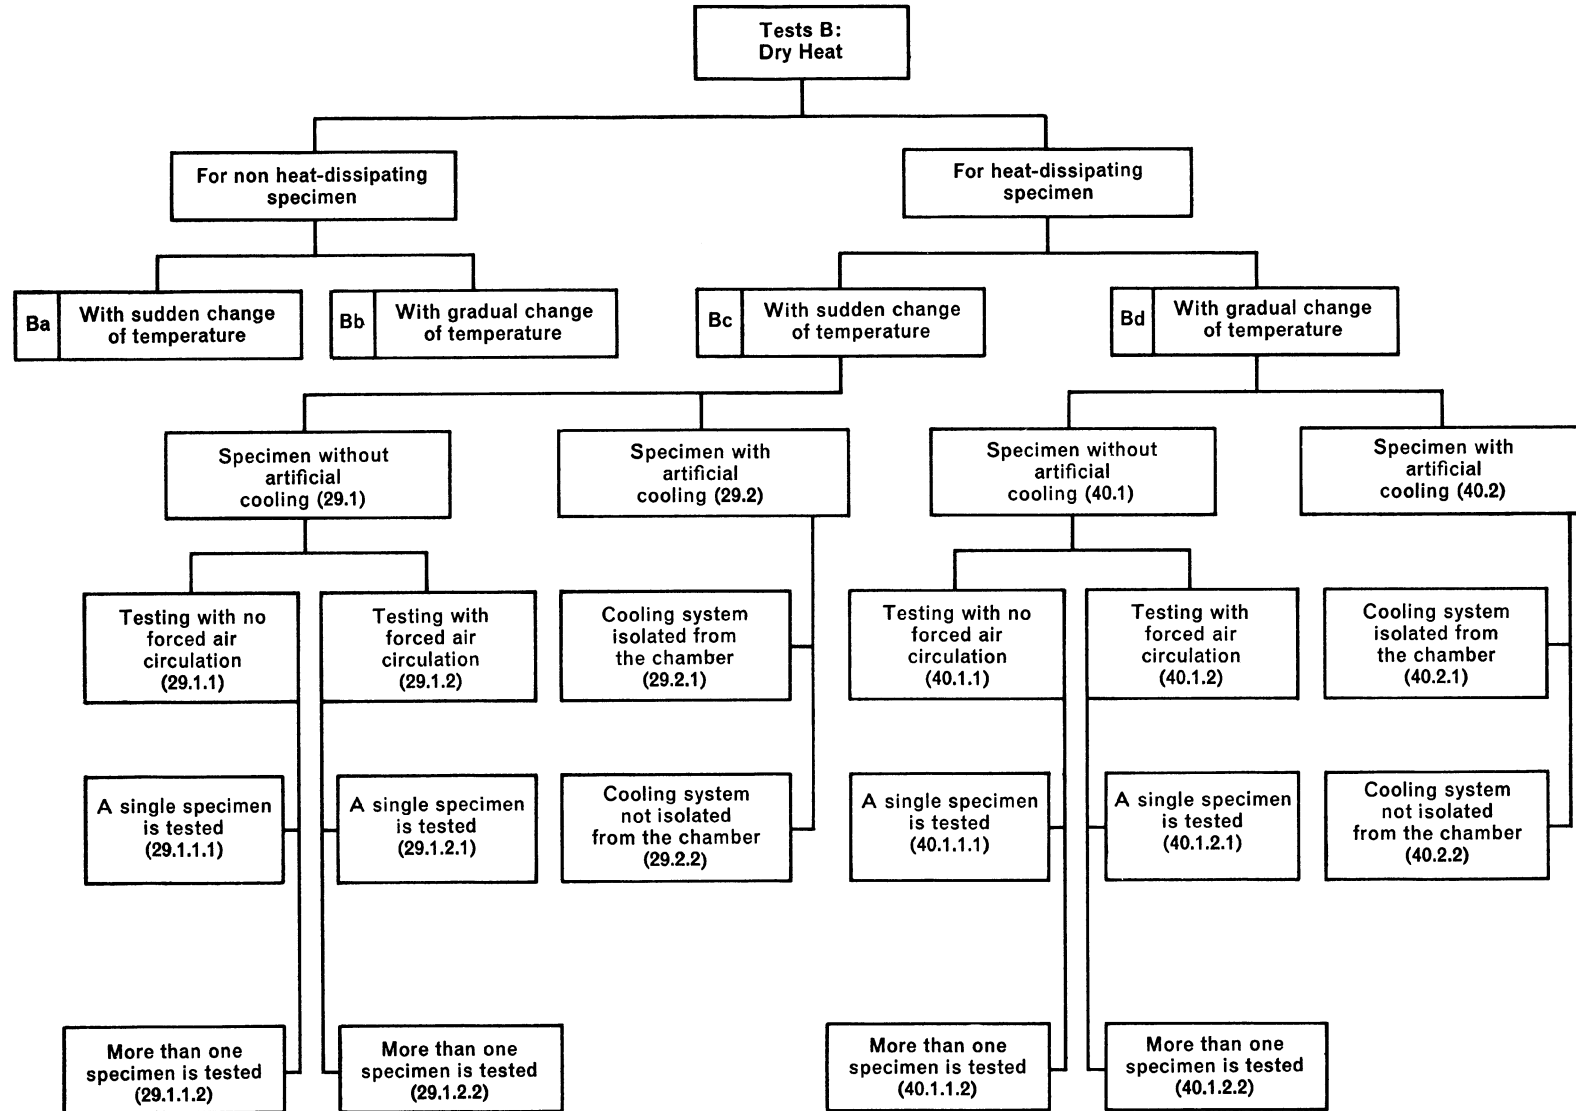 Tests B:
Dry Heat
For non heat-dissipating
specimen
For heat-dissipating
specimen
Ba
With sudden change
of temperature
Bb
With gradual change
of temperature
Bc
With sudden change
of temperature
Bd
With gradual change
of temperature
Specimen without
artificial
cooling (29.1)
Specimen with
artificial
cooling (29.2)
Specimen without
artificial
cooling (40.1)
Specimen with
artificial
cooling (40.2)
Testing with no
forced air
circulation
(29.1.1)
Testing with
forced air
circulation
(29.1.2)
Cooling system
isolated from
the chamber
(29.2.1)
Testing with no
forced air
circulation
(40.1.1)
Testing with
forced air
circulation
(40.1.2)
Cooling system
isolated from
the chamber
(40.2.1)
A single specimen
is tested
(29.1.1.1)
A single specimen
is tested
(29.1.2.1)
Cooling system
not isolated
from the chamber
(29.2.2)
A single specimen
is tested
(40.1.1.1)
A single specimen
is tested
(40.1.2.1)
Cooling system
not isolated
from the chamber
(40.2.2)
More than one
specimen is tested
(29.1.1.2)
More than one
specimen is tested
(29.1.2.2)
More than one
specimen is tested
(40.1.1.2)
More than one
specimen is tested
(40.1.2.2)